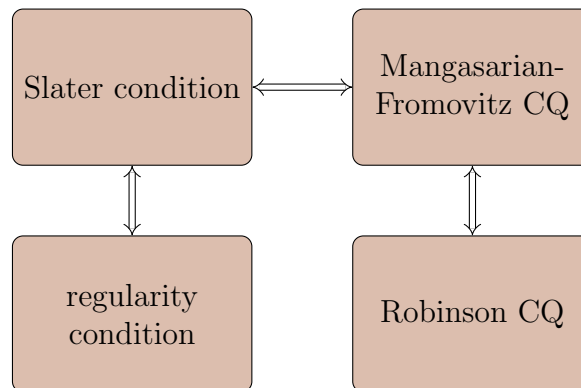 Slater condition
Mangasarian-
Fromovitz CQ
regularity
condition
Robinson CQ